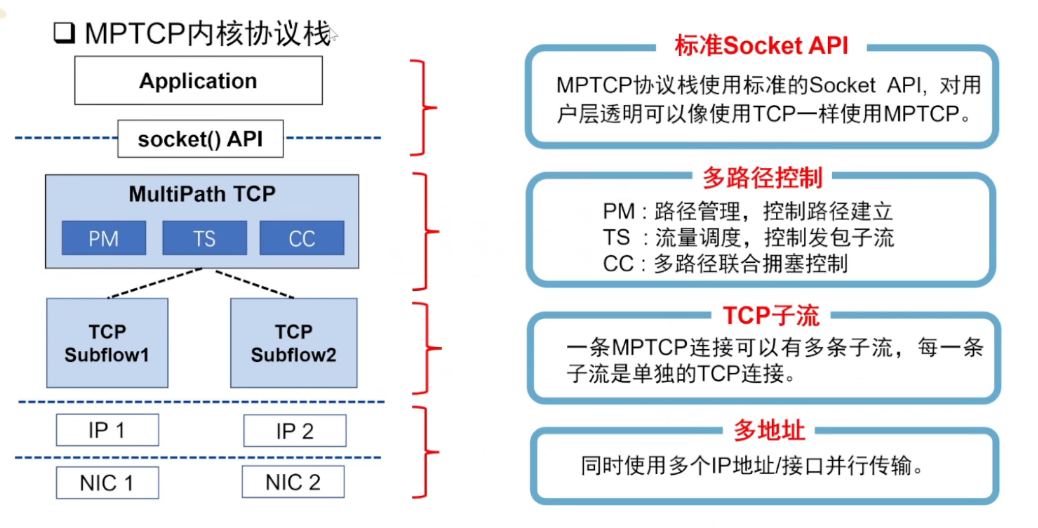 ❑ MPTCP内核协议栈
Application
socket() API
MultiPath TCP
PM TS CC
TCP
Subflow1
TCP
Subflow2
IP 1 IP 2
NIC 1 NIC 2
标准Socket API
MPTCP协议栈使用标准的Socket API, 对用
户层透明可以像使用TCP一样使用MPTCP。
多路径控制
PM : 路径管理，控制路径建立
TS : 流量调度，控制发包子流
CC : 多路径联合拥塞控制
TCP子流
一条MPTCP连接可以有多条子流，每一条
子流是单独的TCP连接。
多地址
同时使用多个IP地址/接口并行传输。